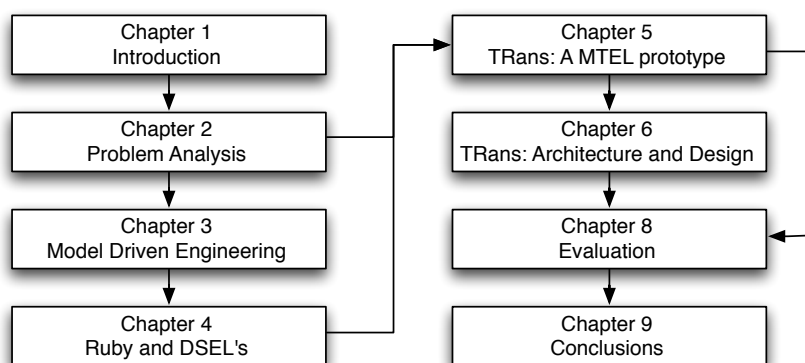 Chapter 1
Introduction
Chapter 2
Problem Analysis
Chapter 3
Model Driven Engineering
Chapter 4
Ruby and DSEL's
Chapter 5
TRans: A MTEL prototype
Chapter 6
TRans: Architecture and Design
Chapter 8
Evaluation
Chapter 9
Conclusions